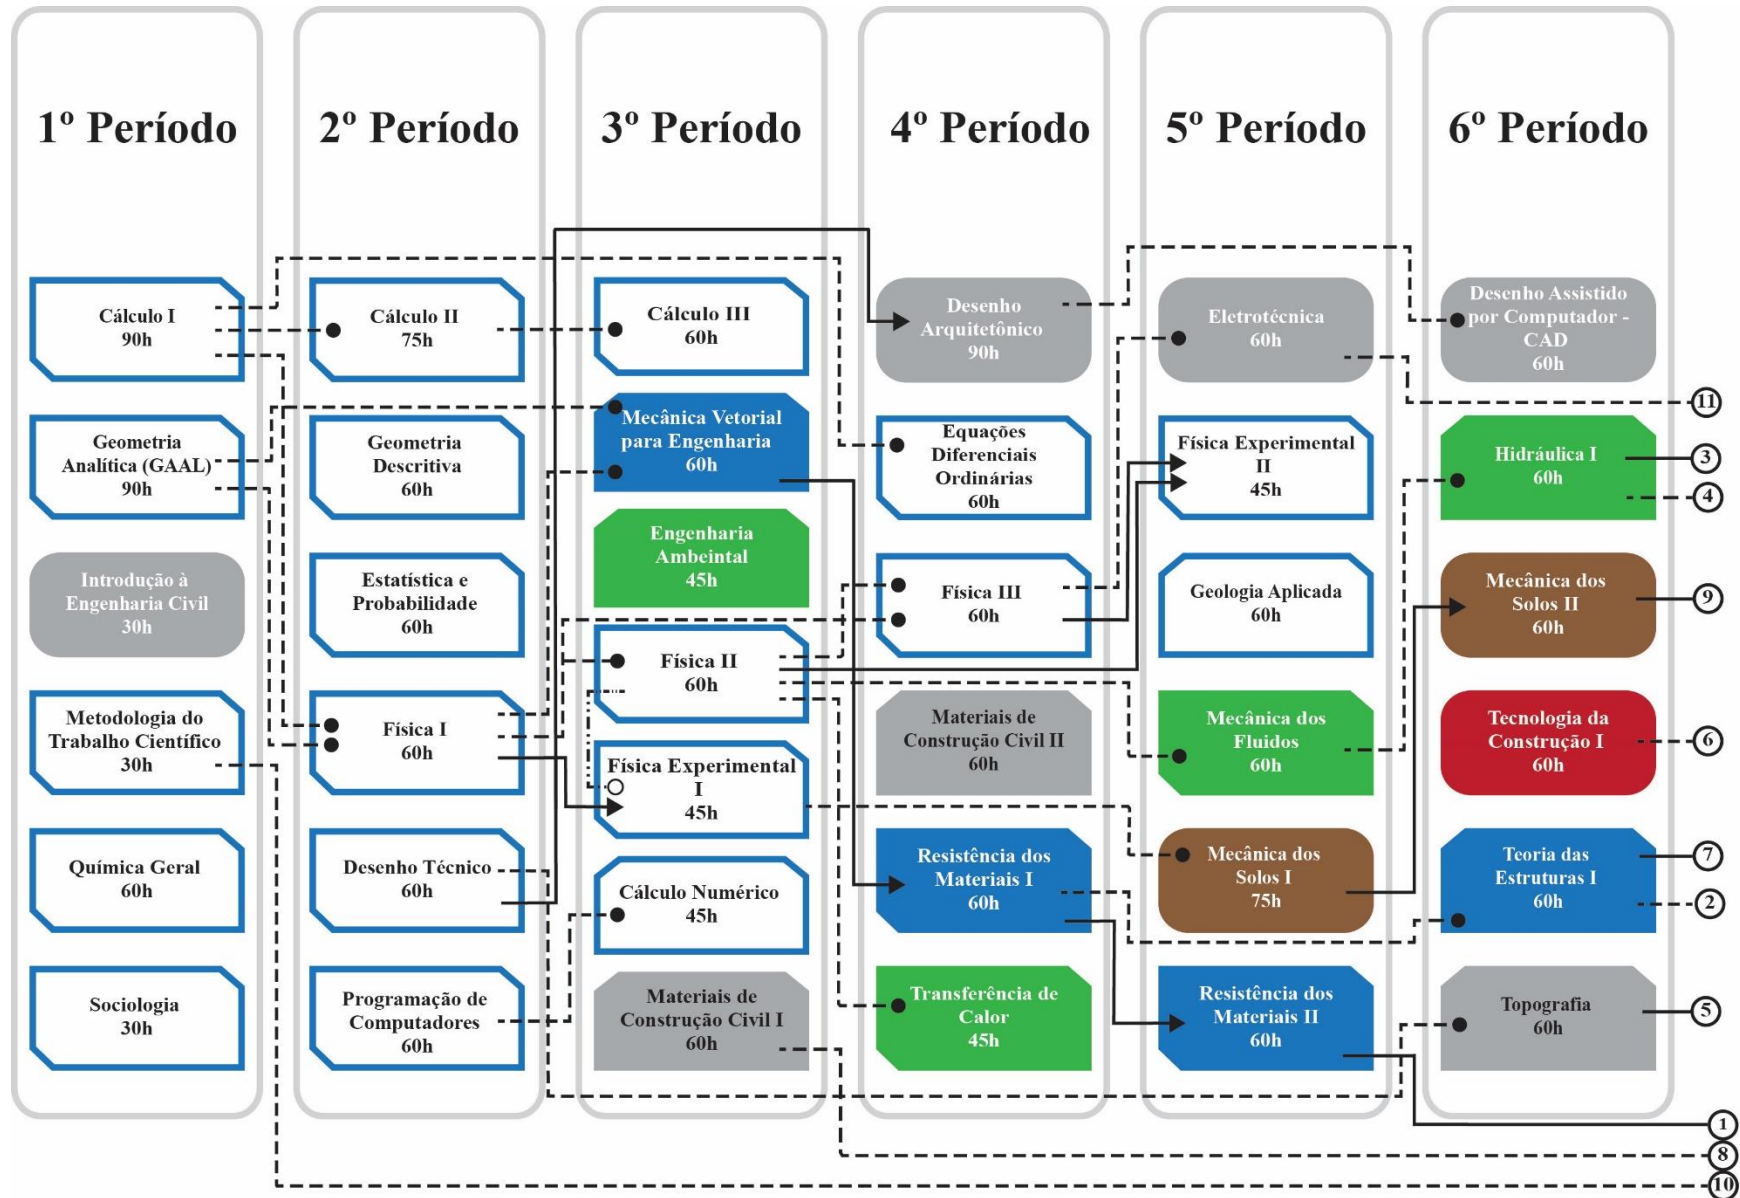 1º Período
2º Período
3º Período
4º Período
5º Período
6º Período
Cálculo I
90h
Geometria
Analítica (GAAL)
90h
Introdução à
Engenharia Civil
30h
Metodologia do
Trabalho Científico
30h
Química Geral
60h
Sociologia
30h
Cálculo II
75h
Geometria
Descritiva
60h
Estatística e
Probabilidade
60h
Física I
60h
Desenho Técnico
60h
Programação de
Computadores
60h
Cálculo III
60h
Mecânica Vetorial
para Engenharia
60h
Engenharia
Ambeintal
45h
Física II
60h
Física Experimental
I
45h
Cálculo Numérico
45h
Materiais de
Construção Civil I
60h
Desenho
Arquitetônico
90h
Equações
Diferenciais
Ordinárias
60h
Física III
60h
Materiais de
Construção Civil II
60h
Resistência dos
Materiais I
60h
Transferência de
Calor
45h
Eletrotécnica
60h
Física Experimental
II
45h
Geologia Aplicada
60h
Mecânica dos
Fluidos
60h
Mecânica dos
Solos I
75h
Resistência dos
Materiais II
60h
Desenho Assistido
por Computador -
CAD
60h
Hidráulica I
60h
Mecânica dos
Solos II
60h
Tecnologia da
Construção I
60h
Teoria das
Estruturas I
60h
Topografia
60h
11
3
4
9
6
7
2
5
1
8
10